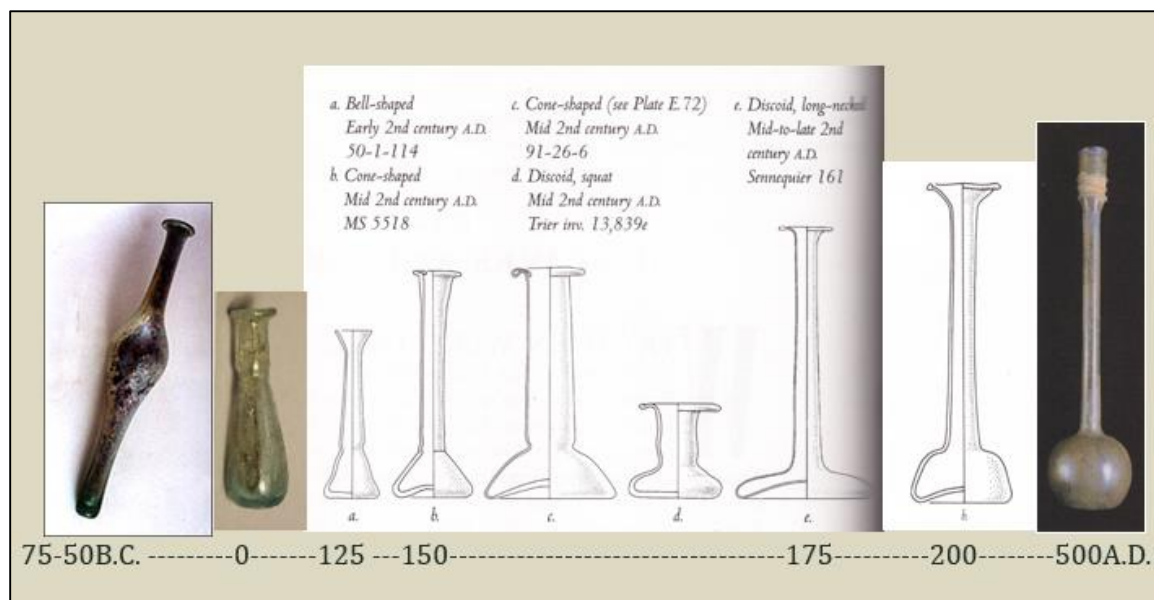 a. Bell-shaped
Early 2nd century A.D.
50-1-114
b. Cone-shaped
Mid 2nd century A.D.
MS 5518
c. Cone-shaped (see Plate E.72)
Mid 2nd century A.D.
91-26-6
d. Discoid, squat
Mid 2nd century A.D.
Trier inv. 13,839e
e. Discoid, long-necked
Mid-to-late 2nd
century A.D.
Sennequier 161
a. b. c. d. e. h
75-50B.C. ---------0-------125 ---150------------------------------------175----------200--------500A.D.